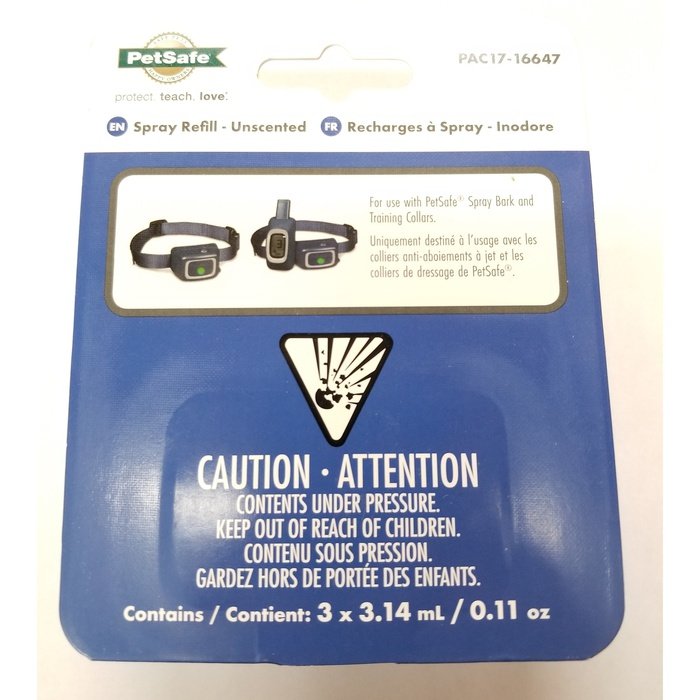 PetSafe®
PAC17-16647
protect. teach. love.
EN Spray Refill - Unscented FR Recharges à Spray - Inodore
For use with PetSafe® Spray Bark and
Training Collars.
Uniquement destiné à l'usage avec les
colliers anti-aboiements à jet et les
colliers de dressage de PetSafe®.
CAUTION · ATTENTION
CONTENTS UNDER PRESSURE.
KEEP OUT OF REACH OF CHILDREN.
CONTENU SOUS PRESSION.
GARDEZ HORS DE PORTÉE DES ENFANTS.
Contains / Contient: 3 x 3.14 mL / 0.11 oz